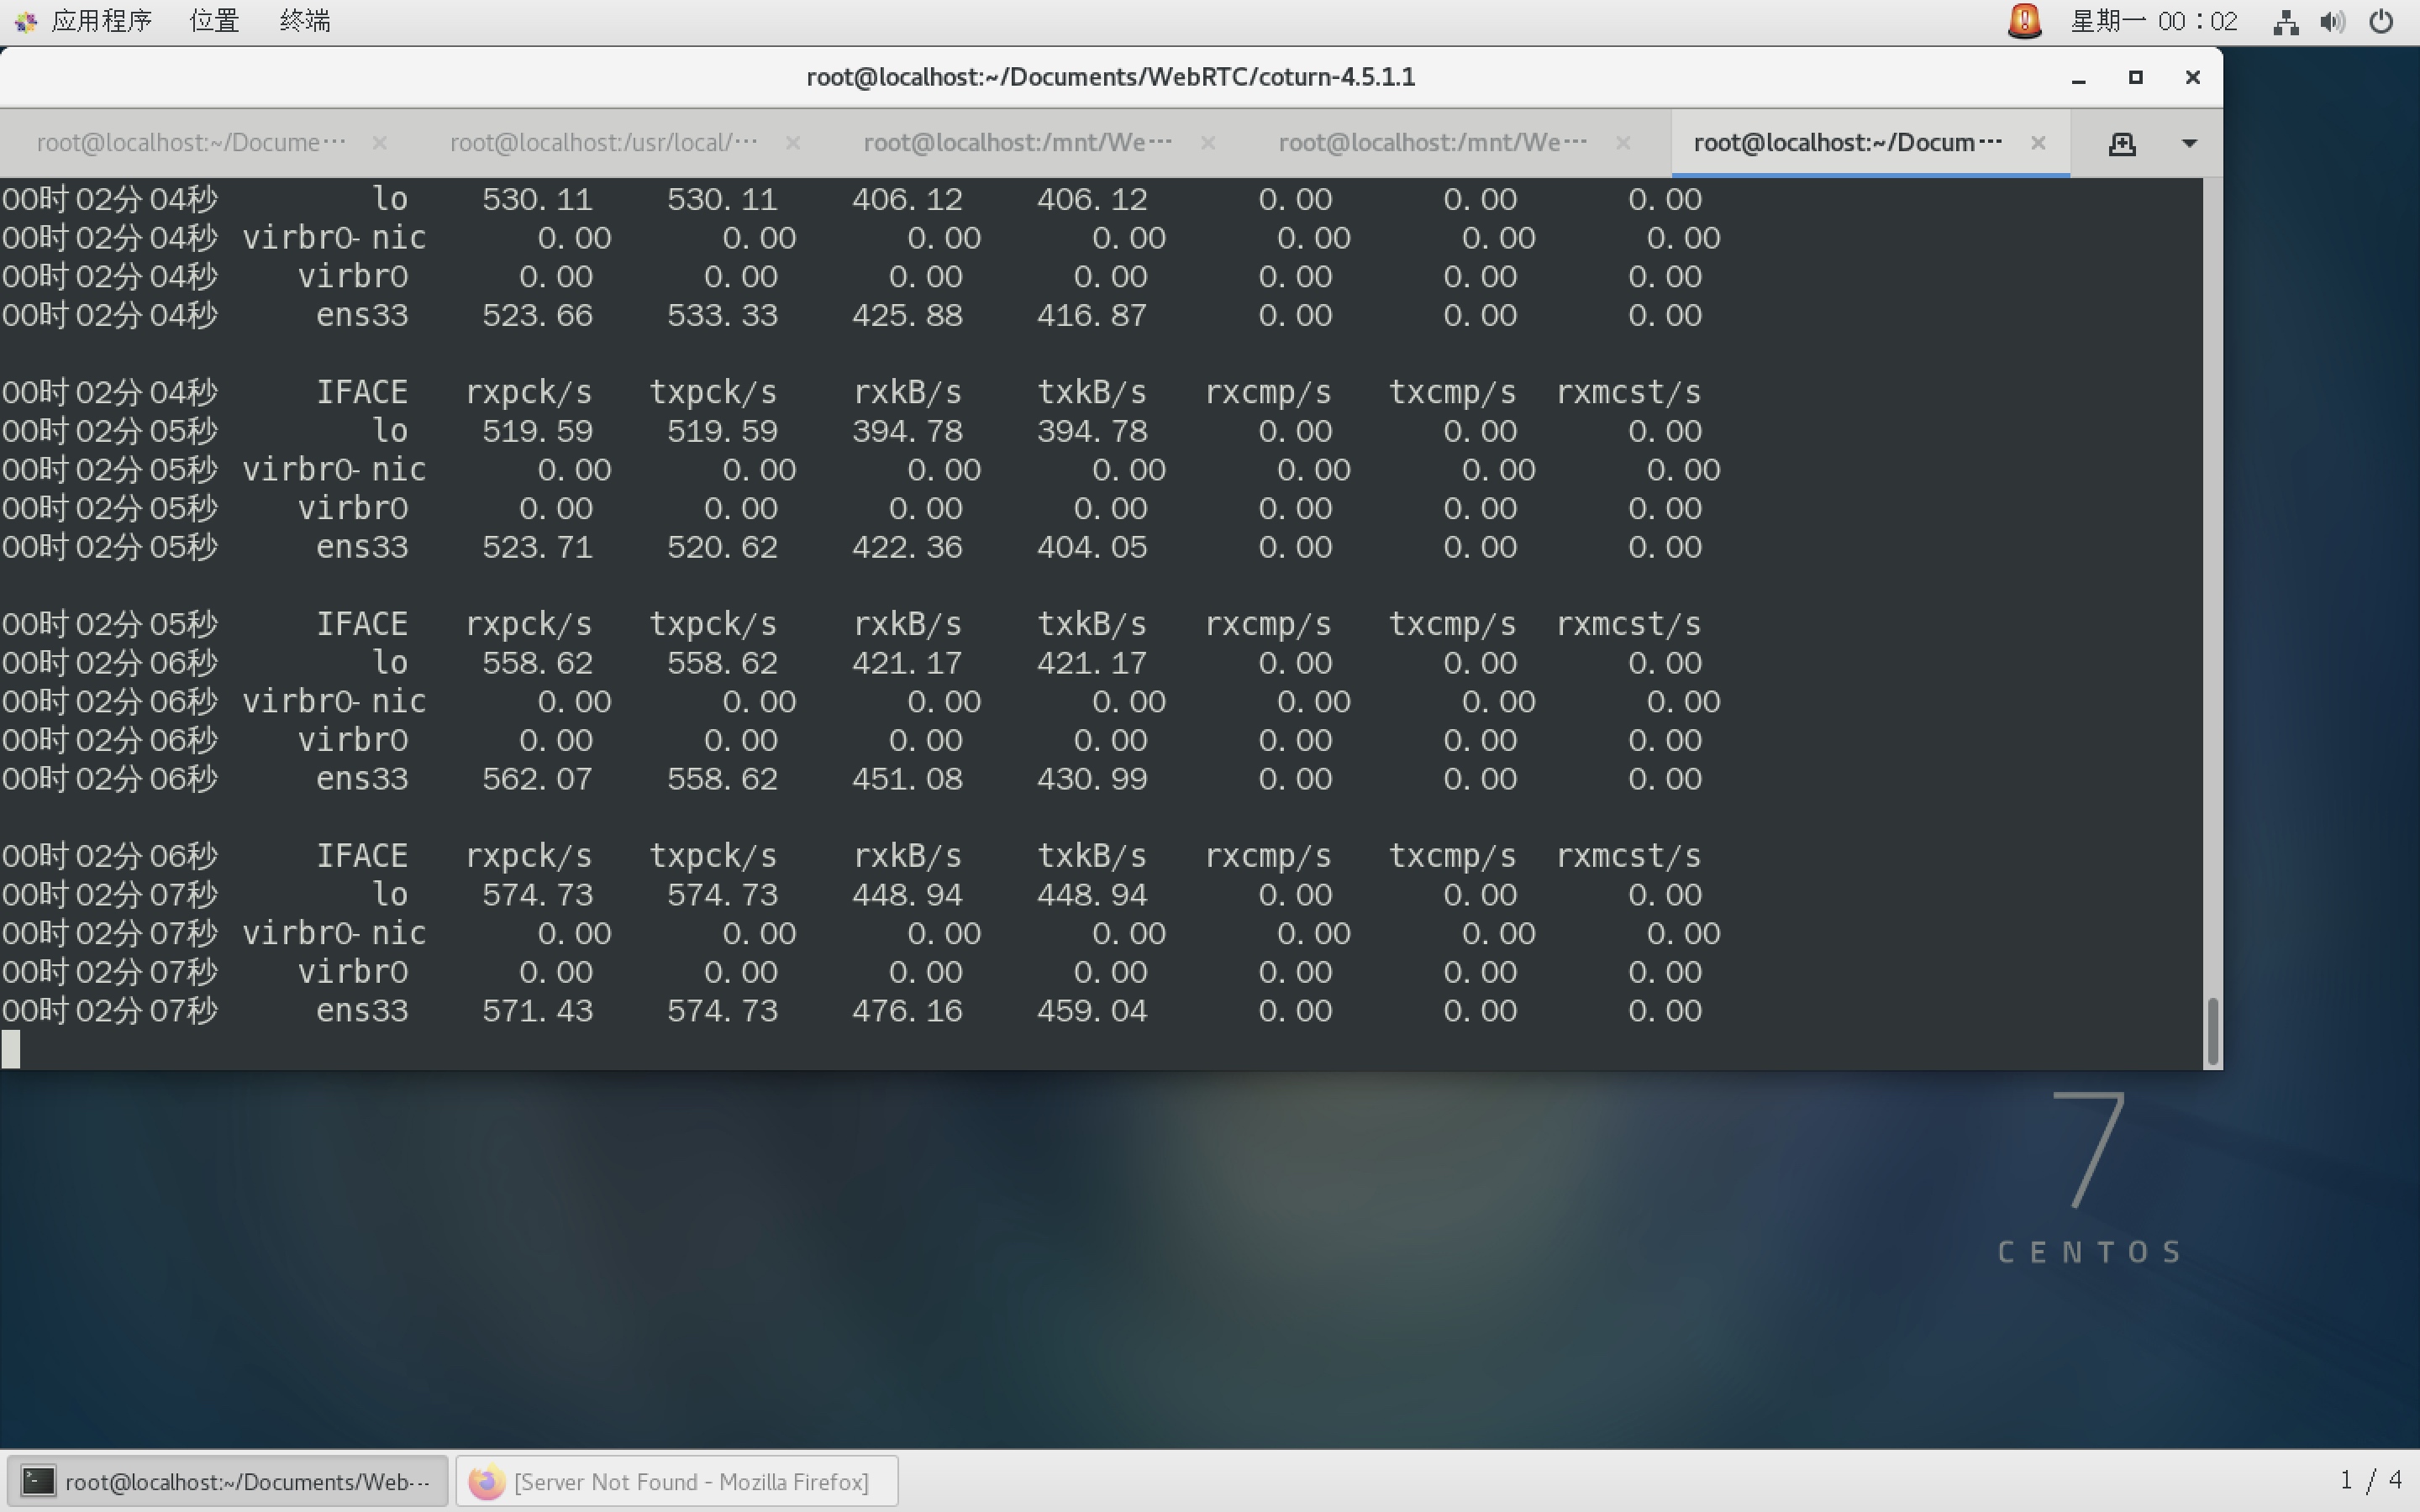 应用程序 位置 终端 星期一 00：02
root@localhost:~/Documents/WebRTC/coturn-4.5.1.1
root@localhost:~/Docume··· root@localhost:/usr/local/··· root@localhost:/mnt/We··· root@localhost:/mnt/We··· root@localhost:~/Docum···
00时02分04秒 lo 530.11 530.11 406.12 406.12 0.00 0.00 0.00
00时02分04秒 virbr0-nic 0.00 0.00 0.00 0.00 0.00 0.00 0.00
00时02分04秒 virbr0 0.00 0.00 0.00 0.00 0.00 0.00 0.00
00时02分04秒 ens33 523.66 533.33 425.88 416.87 0.00 0.00 0.00
00时02分04秒 IFACE rxpck/s txpck/s rxkB/s txkB/s rxcmp/s txcmp/s rxmcst/s
00时02分05秒 lo 519.59 519.59 394.78 394.78 0.00 0.00 0.00
00时02分05秒 virbr0-nic 0.00 0.00 0.00 0.00 0.00 0.00 0.00
00时02分05秒 virbr0 0.00 0.00 0.00 0.00 0.00 0.00 0.00
00时02分05秒 ens33 523.71 520.62 422.36 404.05 0.00 0.00 0.00
00时02分05秒 IFACE rxpck/s txpck/s rxkB/s txkB/s rxcmp/s txcmp/s rxmcst/s
00时02分06秒 lo 558.62 558.62 421.17 421.17 0.00 0.00 0.00
00时02分06秒 virbr0-nic 0.00 0.00 0.00 0.00 0.00 0.00 0.00
00时02分06秒 virbr0 0.00 0.00 0.00 0.00 0.00 0.00 0.00
00时02分06秒 ens33 562.07 558.62 451.08 430.99 0.00 0.00 0.00
00时02分06秒 IFACE rxpck/s txpck/s rxkB/s txkB/s rxcmp/s txcmp/s rxmcst/s
00时02分07秒 lo 574.73 574.73 448.94 448.94 0.00 0.00 0.00
00时02分07秒 virbr0-nic 0.00 0.00 0.00 0.00 0.00 0.00 0.00
00时02分07秒 virbr0 0.00 0.00 0.00 0.00 0.00 0.00 0.00
00时02分07秒 ens33 571.43 574.73 476.16 459.04 0.00 0.00 0.00
7
CENTOS
root@localhost:~/Documents/Web··· [Server Not Found - Mozilla Firefox] 1 / 4